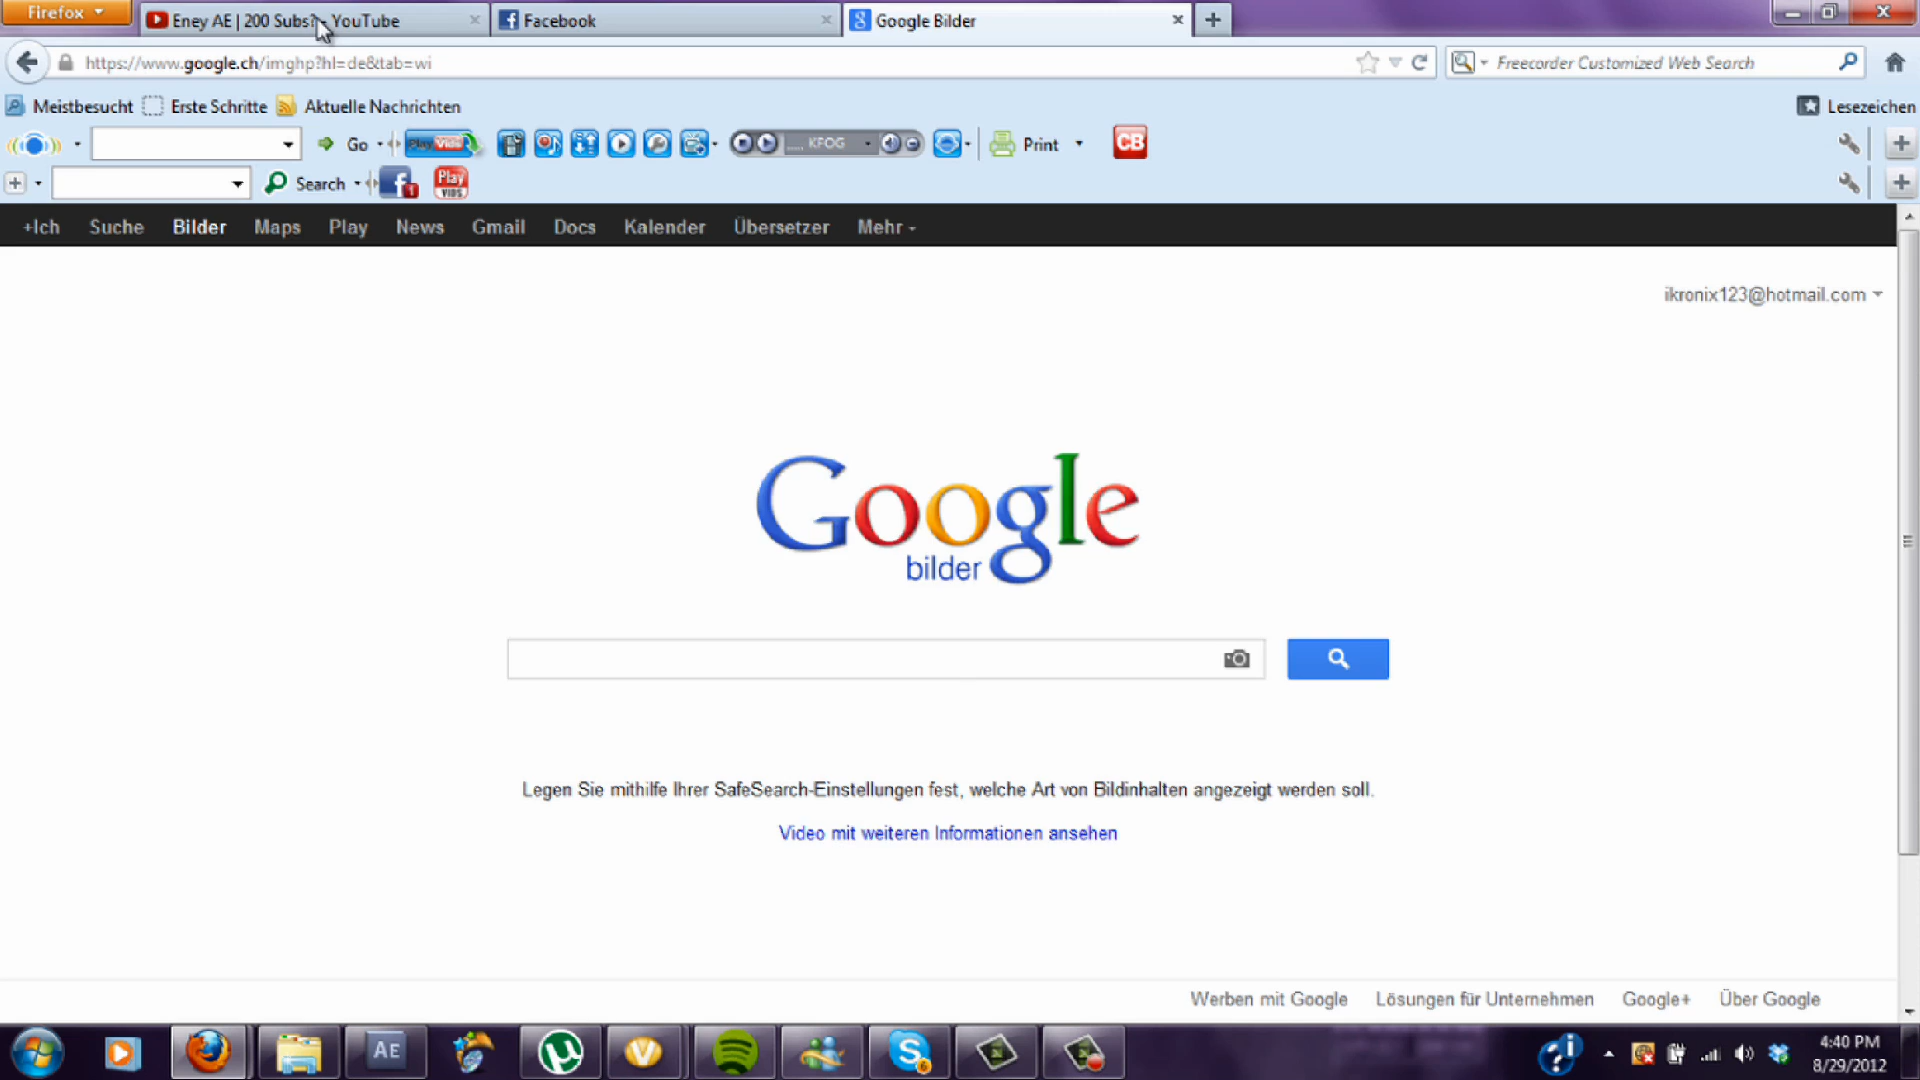 Firefox
Eney AE | 200 Subs? - YouTube
Facebook
Google Bilder
https://www.google.ch/imghp?hl=de&tab=wi
Freecorder Customized Web Search
Meistbesucht
Erste Schritte
Aktuelle Nachrichten
Lesezeichen
Go
KFOG
Print
CB
Search
1
Play
VIDS
+Ich
Suche
Bilder
Maps
Play
News
Gmail
Docs
Kalender
Übersetzer
Mehr
ikronix123@hotmail.com
Google
bilder
Legen Sie mithilfe Ihrer SafeSearch-Einstellungen fest, welche Art von Bildinhalten angezeigt werden soll.
Video mit weiteren Informationen ansehen
Werben mit Google
Lösungen für Unternehmen
Google+
Über Google
AE
4:40 PM
8/29/2012